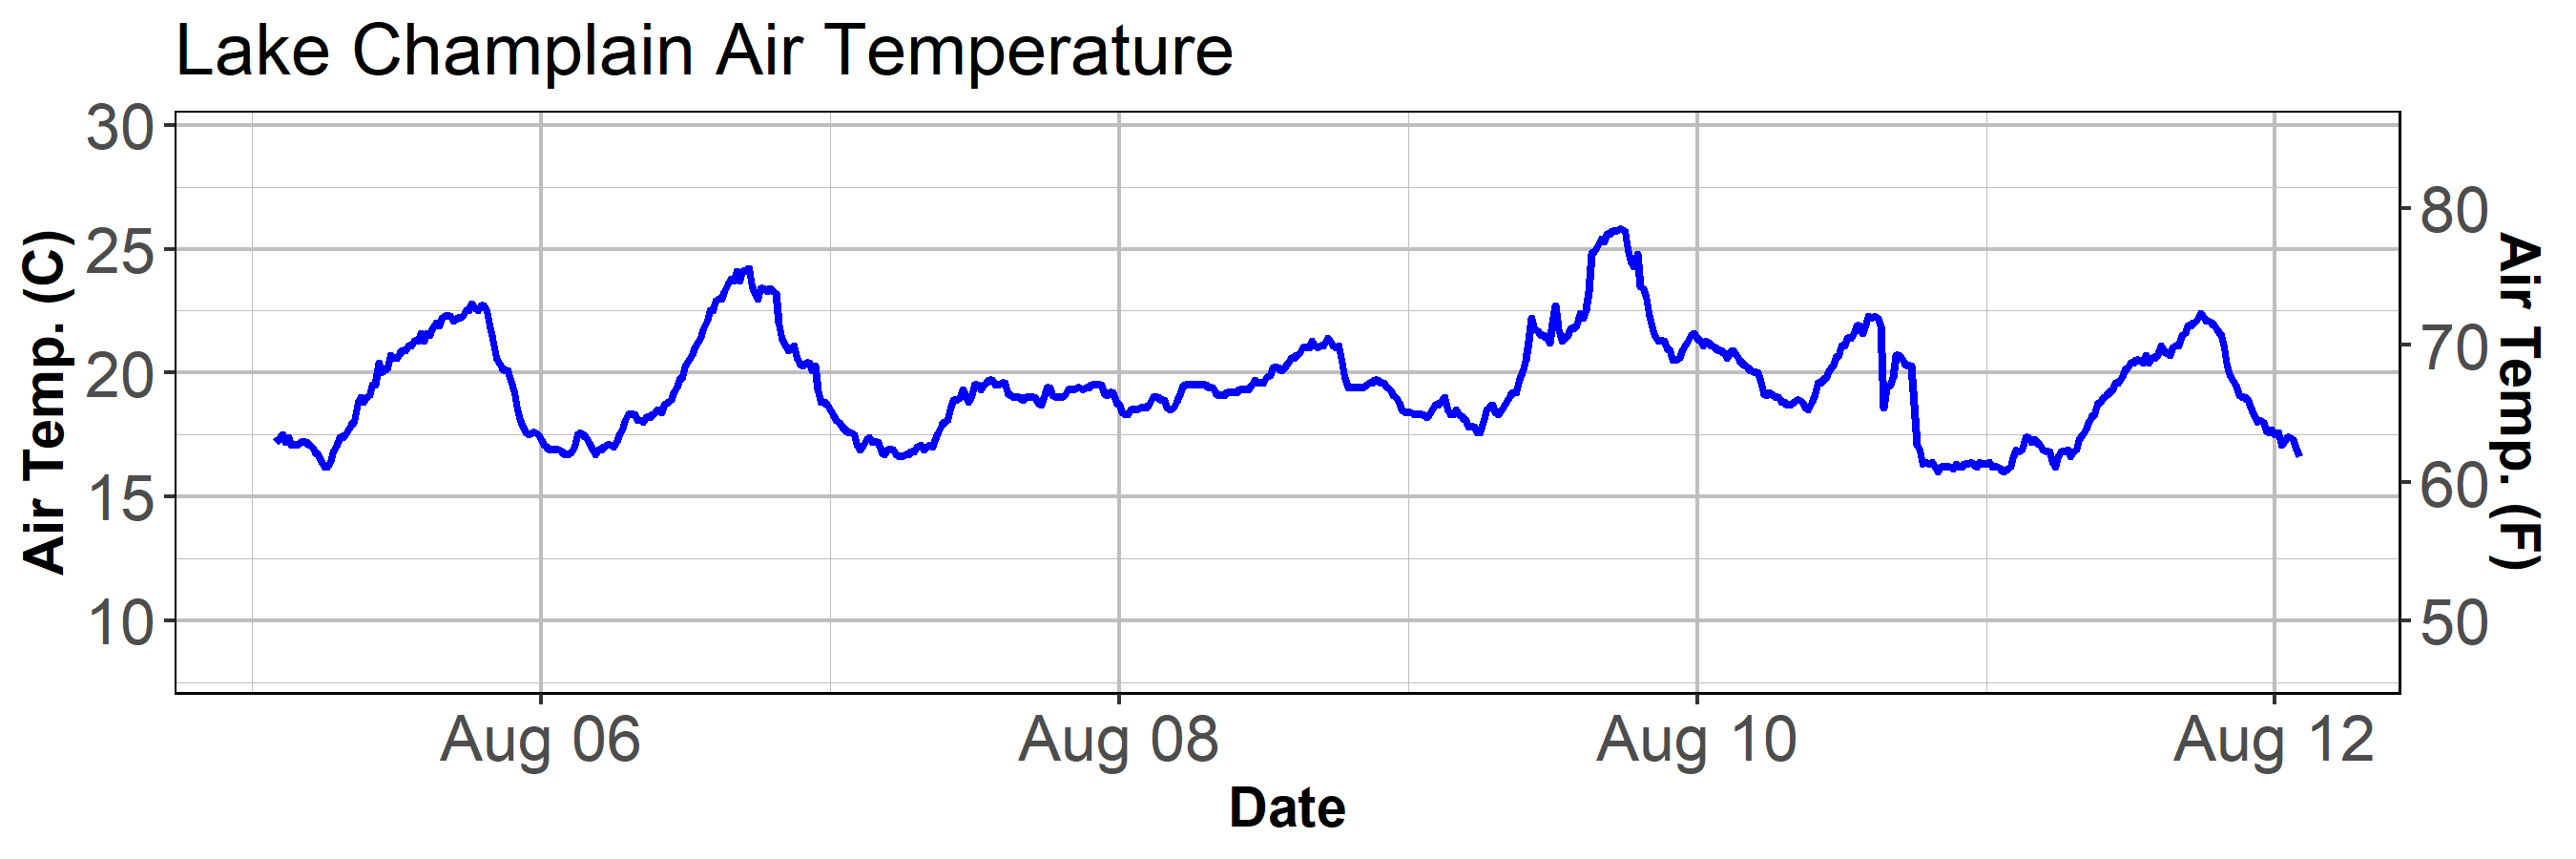 Lake Champlain Air Temperature
Air Temp. (C)
30
25
20
15
10
80
70
60
50
Air Temp. (F)
Aug 06 Aug 08 Aug 10 Aug 12
Date